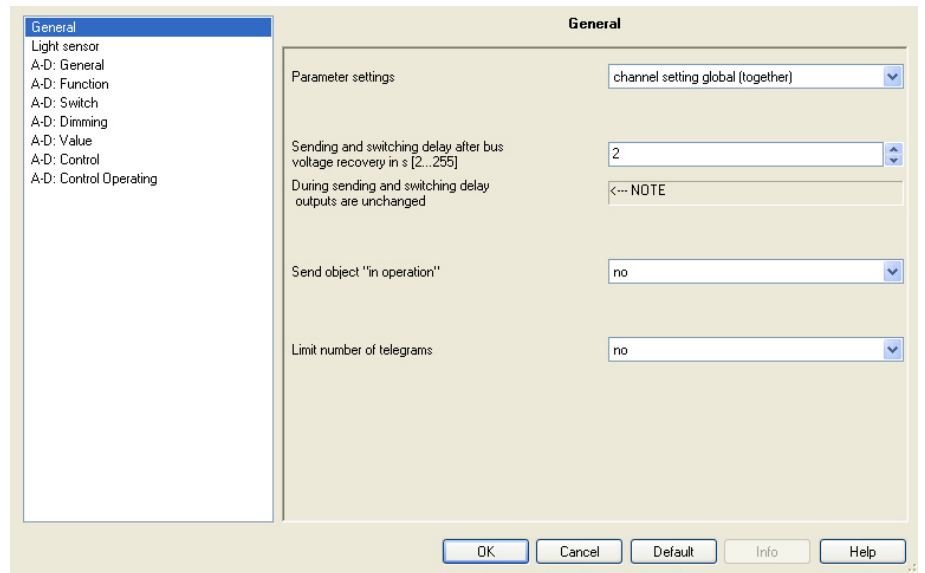 General
Light sensor
A-D: General
A-D: Function
A-D: Switch
A-D: Dimming
A-D: Value
A-D: Control
A-D: Control Operating
General
Parameter settings
channel setting global (together)
Sending and switching delay after bus
voltage recovery in s [2...255]
2
During sending and switching delay
outputs are unchanged
<--- NOTE
Send object "in operation"
no
Limit number of telegrams
no
OK
Cancel
Default
Info
Help